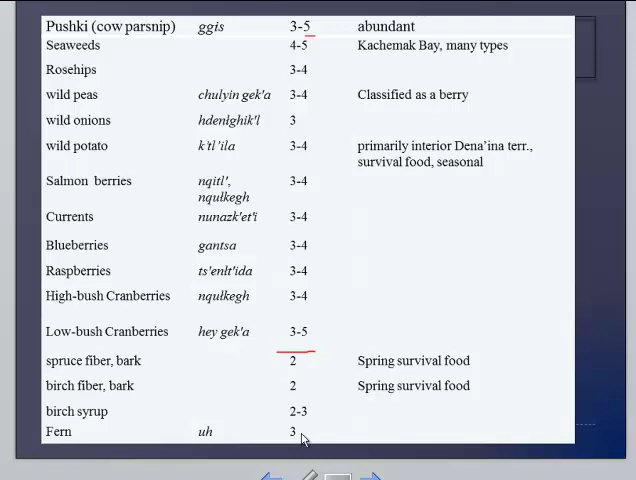 Pushki (cow parsnip) ggis 3-5 abundant
Seaweeds 4-5 Kachemak Bay, many types
Rosehips 3-4
wild peas chulyin gek'a 3-4 Classified as a berry
wild onions hdenłghik'l 3
wild potato k'tl'ila 3-4 primarily interior Dena'ina terr.,
survival food, seasonal
Salmon berries nqitl', 3-4
nqułkegh
Currents nunazk'et'i 3-4
Blueberries gantsa 3-4
Raspberries ts'enłt'ida 3-4
High-bush Cranberries nqułkegh 3-4
Low-bush Cranberries hey gek'a 3-5
spruce fiber, bark 2 Spring survival food
birch fiber, bark 2 Spring survival food
birch syrup 2-3
Fern uh 3